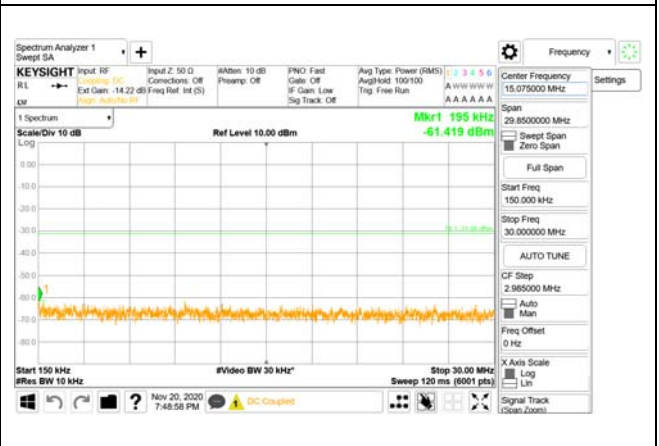 Spectrum Analyzer 1
Swept SA
Frequency
KEYSIGHT
RL
Input: RF
Coupling: DC
Ext Gain: -14.22 dB
Align: Auto/No RF
Input Z: 50 Ω
Corrections: Off
Freq Ref: Int (S)
#Atten: 10 dB
Preamp: Off
PNO: Fast
Gate: Off
IF Gain: Low
Sig Track: Off
Avg Type: Power (RMS)
Avg|Hold: 100/100
Trig: Free Run
1 2 3 4 5 6
A W W W W W
A A A A A A
1 Spectrum
Scale/Div 10 dB
Ref Level 10.00 dBm
Mkr1 195 kHz
-61.419 dBm
Log
0.00
-10.0
-20.0
-30.0
-40.0
-50.0
-60.0
-70.0
-80.0
1
Start 150 kHz
#Res BW 10 kHz
#Video BW 30 kHz*
Stop 30.00 MHz
Sweep 120 ms (6001 pts)
Nov 20, 2020
7:48:58 PM
DC Coupled
Settings
Center Frequency
15.075000 MHz
Span
29.8500000 MHz
Swept Span
Zero Span
Full Span
Start Freq
150.000 kHz
Stop Freq
30.000000 MHz
AUTO TUNE
CF Step
2.985000 MHz
Auto
Man
Freq Offset
0 Hz
X Axis Scale
Log
Lin
Signal Track
(Span Zoom)